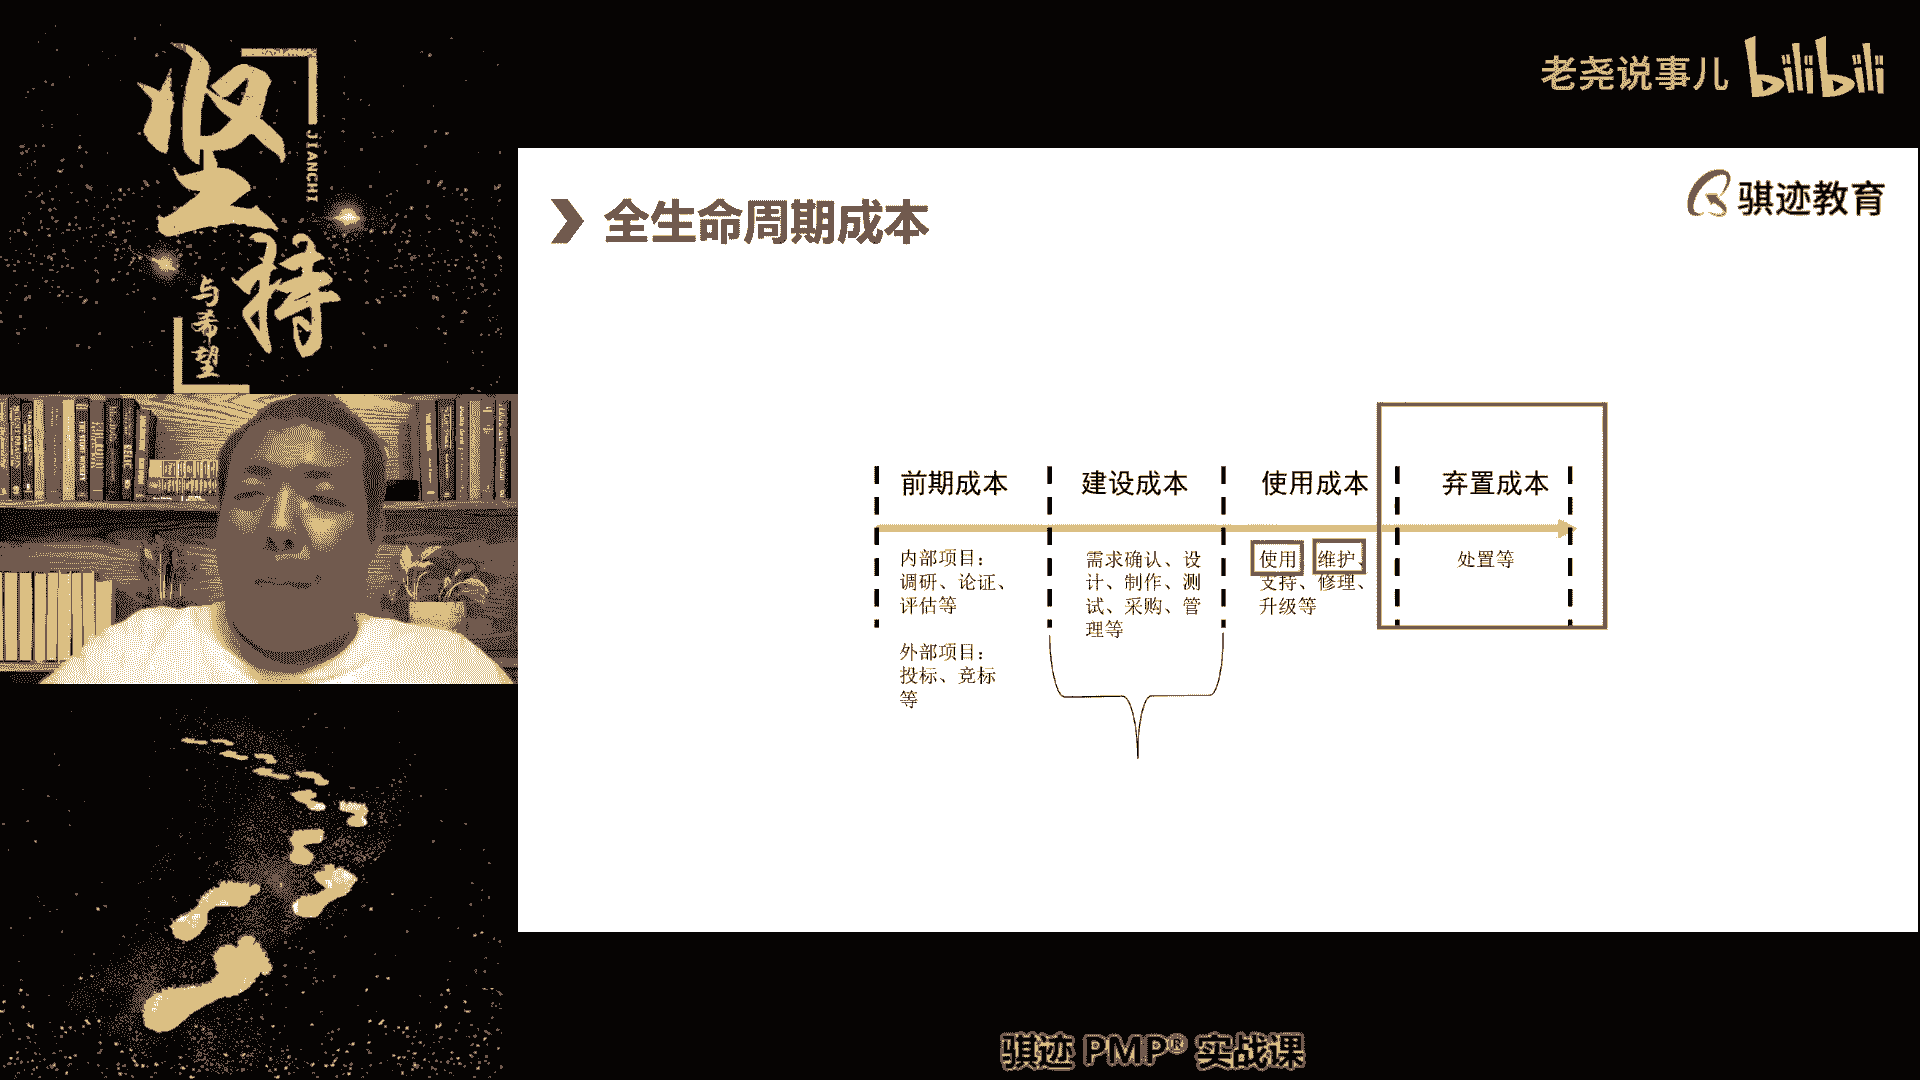 坚持
JIANCHI
与希望
老尧说事儿 bilibili
骐迹教育
全生命周期成本
前期成本
建设成本
使用成本
弃置成本
内部项目：
调研、论证、
评估等
外部项目：
投标、竞标
等
需求确认、设
计、制作、测
试、采购、管
理等
使用、维护、
支持、修理、
升级等
处置等
骐迹 PMP® 实战课